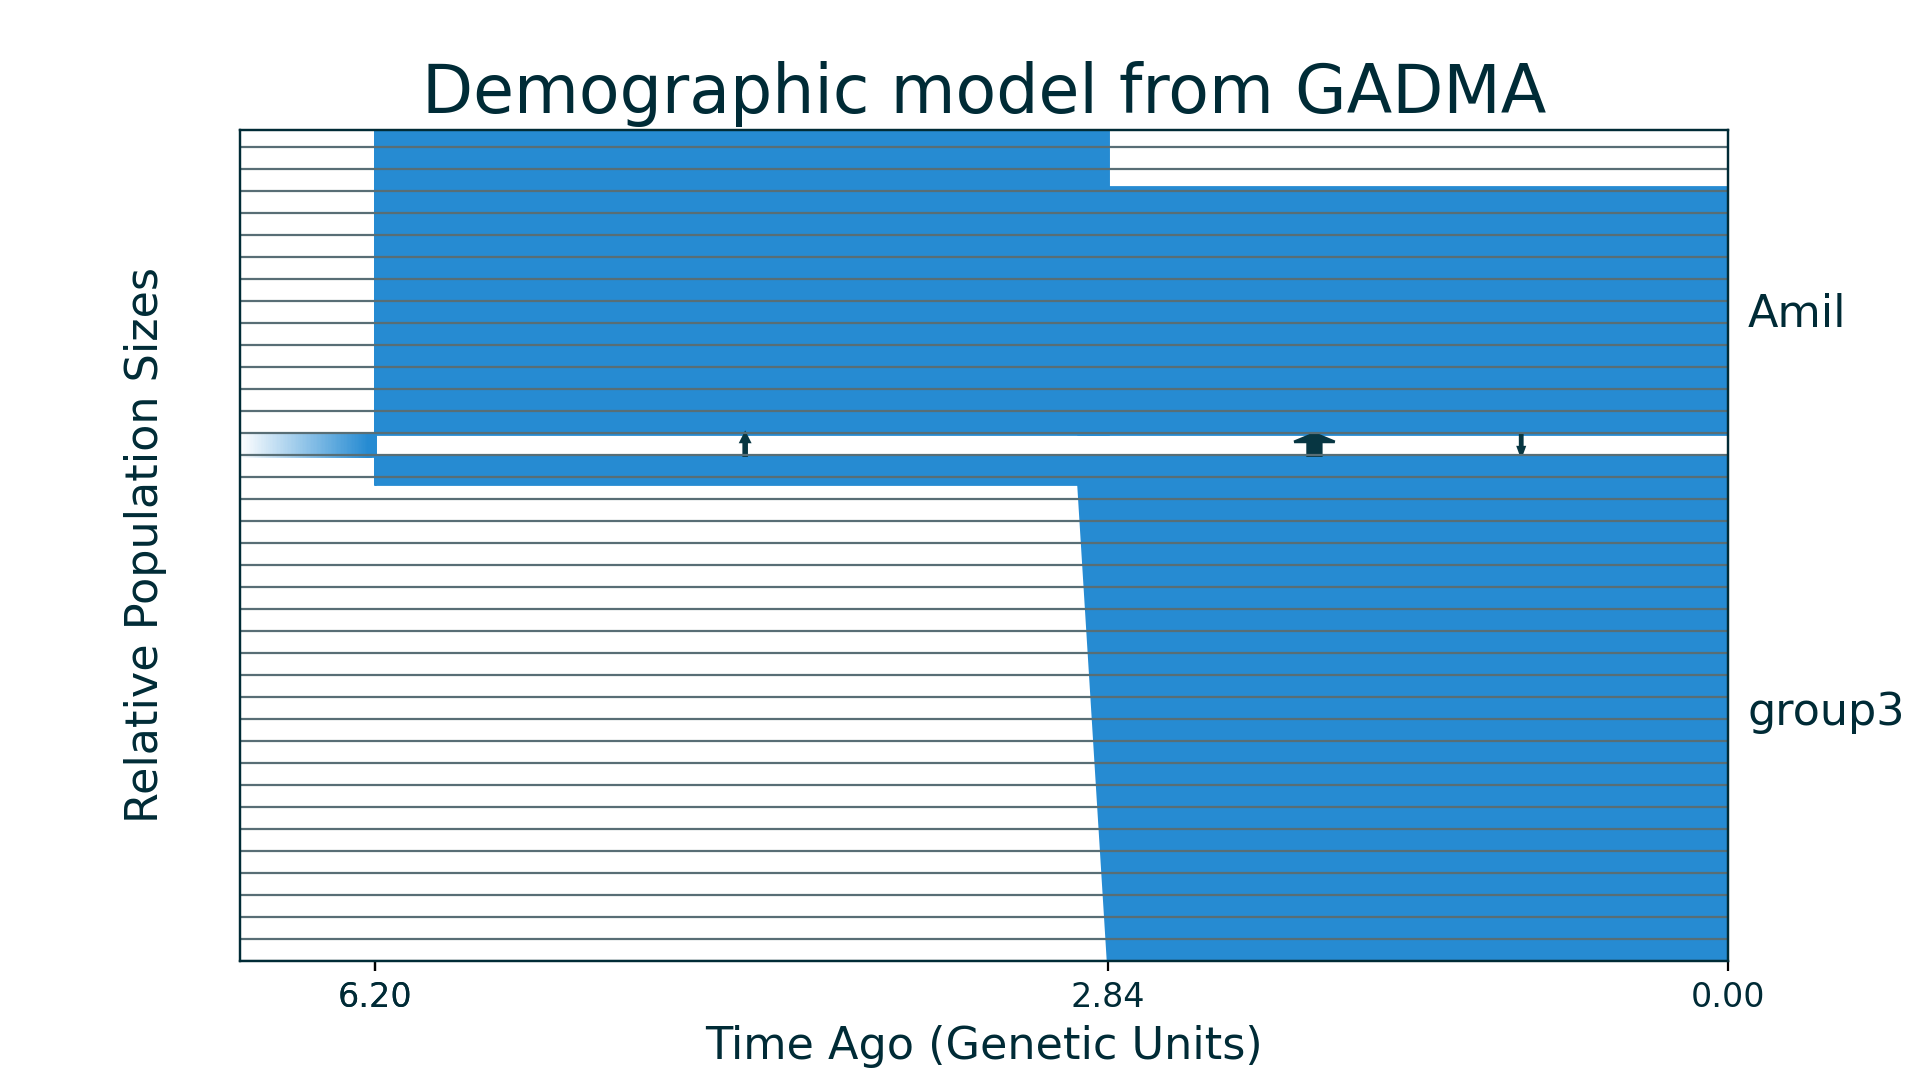 Demographic model from GADMA
Relative Population Sizes
Amil
group3
6.20
2.84
0.00
Time Ago (Genetic Units)